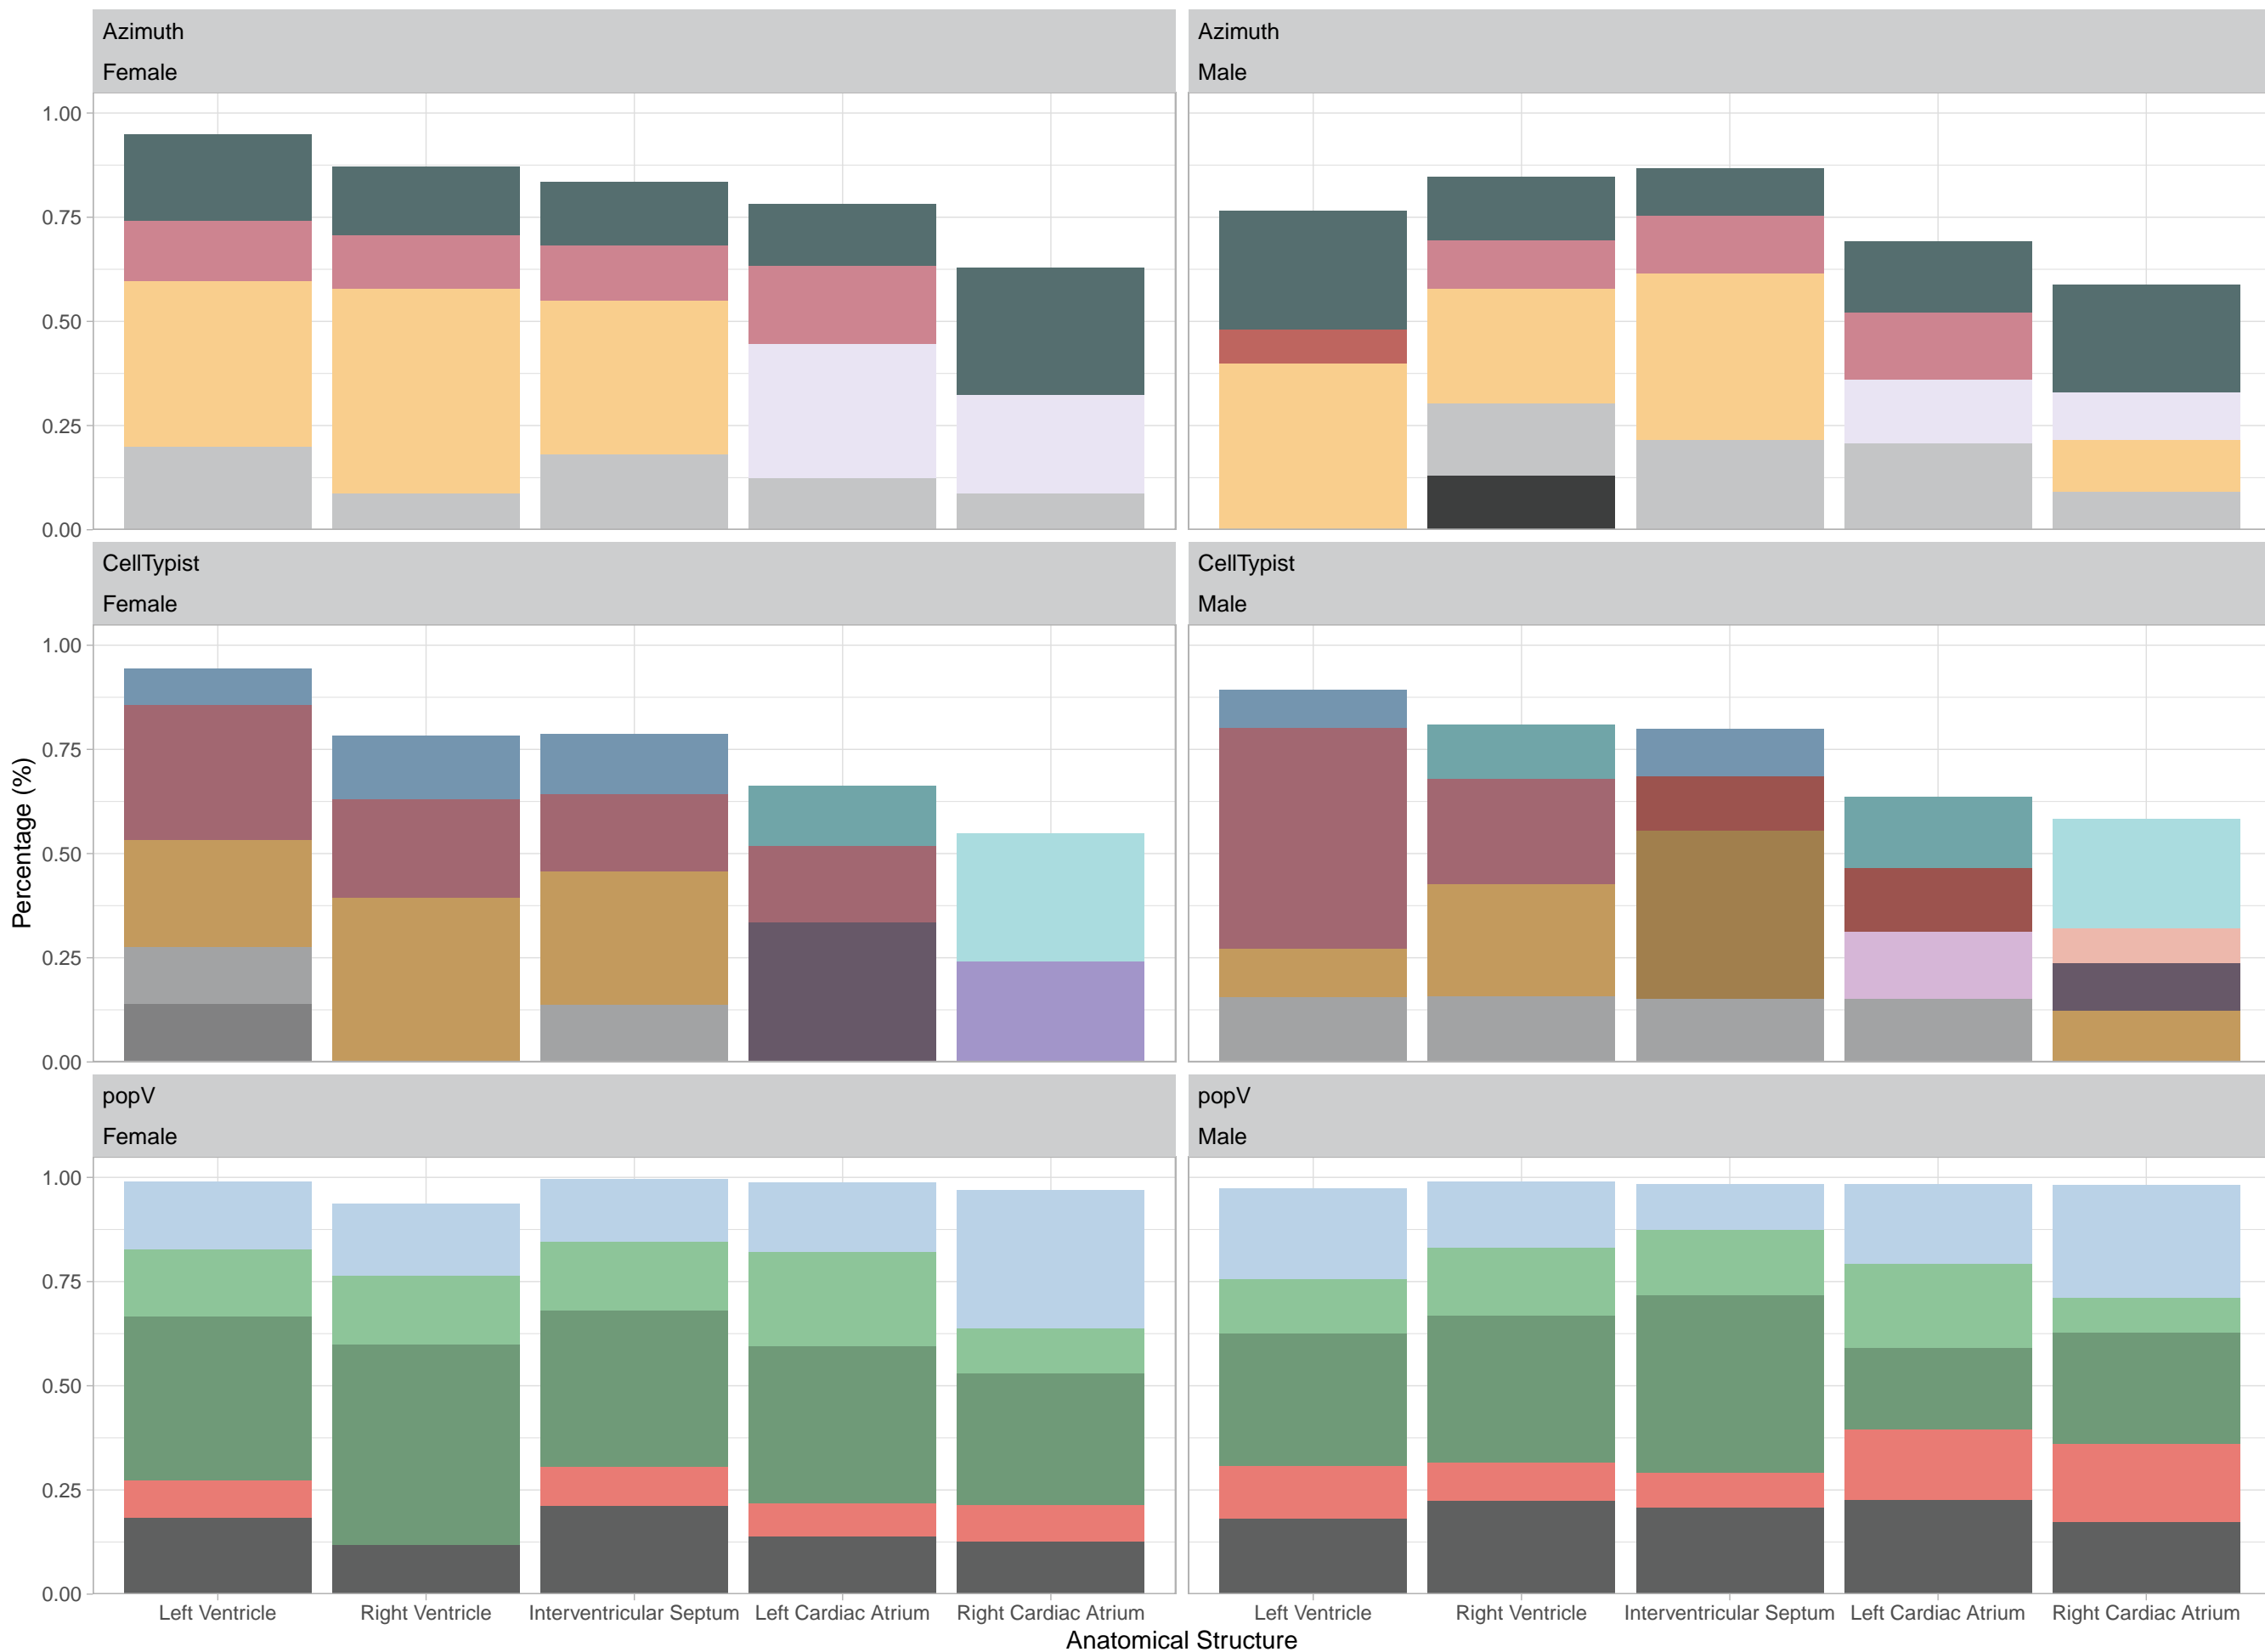 Azimuth
Female
Azimuth
Male
1.00
0.75
0.50
0.25
0.00
CellTypist
Female
CellTypist
Male
1.00
0.75
0.50
0.25
0.00
Percentage (%)
popV
Female
popV
Male
1.00
0.75
0.50
0.25
0.00
Left Ventricle Right Ventricle Interventricular Septum Left Cardiac Atrium Right Cardiac Atrium
Left Ventricle Right Ventricle Interventricular Septum Left Cardiac Atrium Right Cardiac Atrium
Anatomical Structure